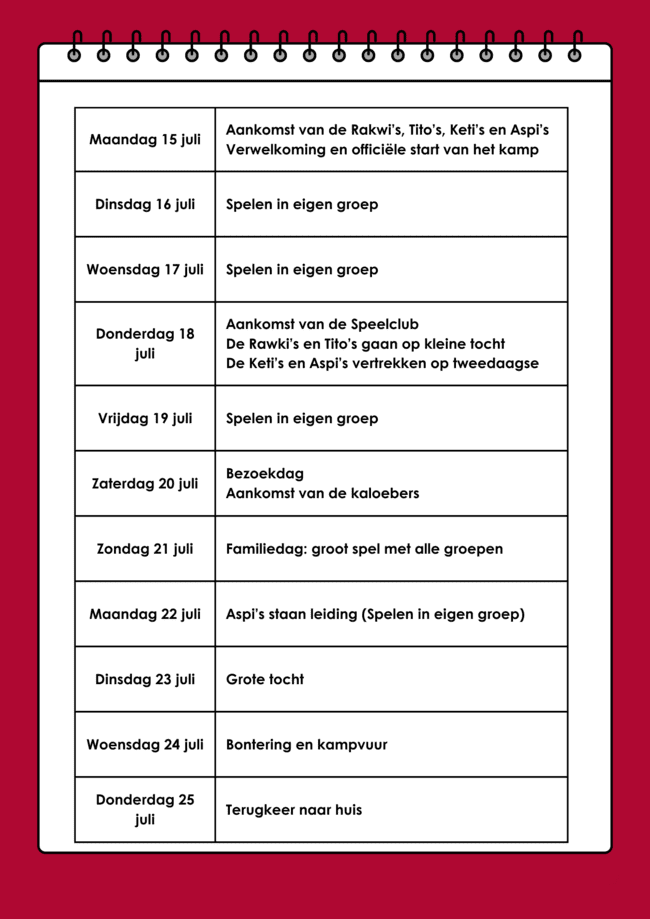 Maandag 15 juli
Aankomst van de Rakwi's, Tito's, Keti's en Aspi's
Verwelkoming en officiële start van het kamp
Dinsdag 16 juli
Spelen in eigen groep
Woensdag 17 juli
Spelen in eigen groep
Donderdag 18
juli
Aankomst van de Speelclub
De Rawki's en Tito's gaan op kleine tocht
De Keti's en Aspi's vertrekken op tweedaagse
Vrijdag 19 juli
Spelen in eigen groep
Zaterdag 20 juli
Bezoekdag
Aankomst van de kaloebers
Zondag 21 juli
Familiedag: groot spel met alle groepen
Maandag 22 juli
Aspi's staan leiding (Spelen in eigen groep)
Dinsdag 23 juli
Grote tocht
Woensdag 24 juli
Bontering en kampvuur
Donderdag 25
juli
Terugkeer naar huis